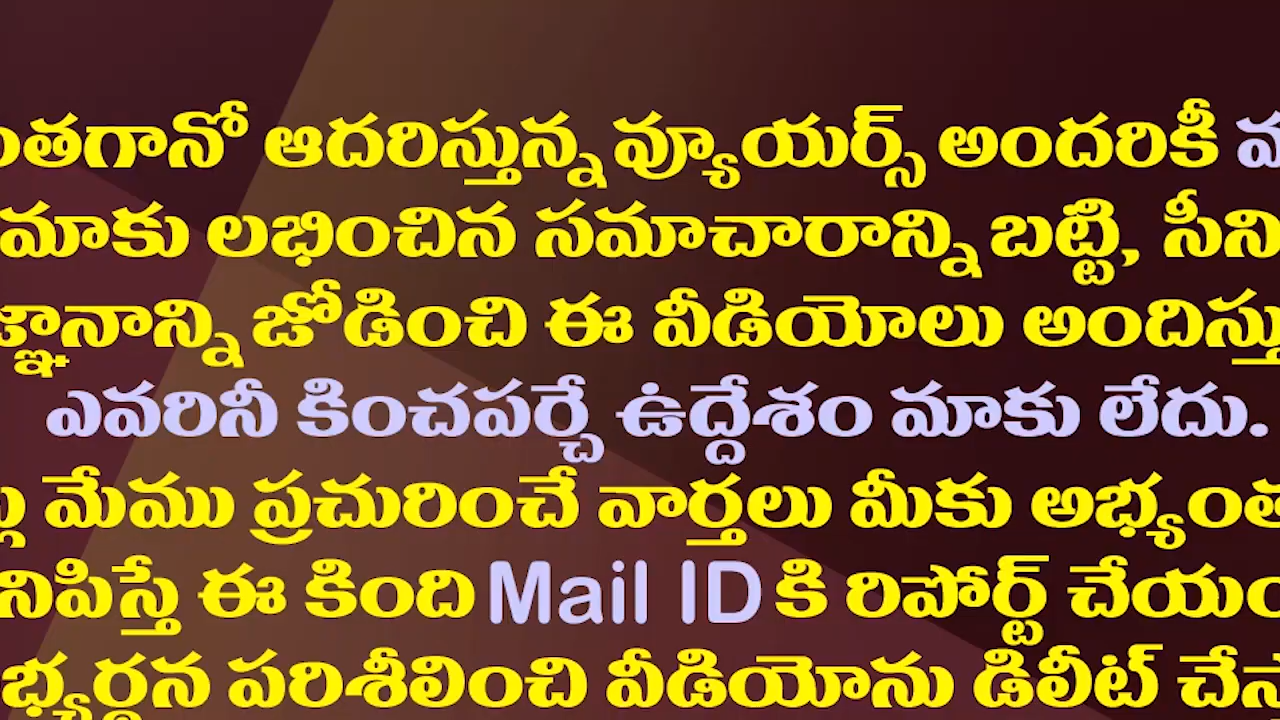 ఆదరిస్తున్న వ్యూయర్స్ అందరికీ
మాకు లభించిన సమాచారాన్ని బట్టి,
జోడించి ఈ వీడియోలు
ఎవరినీ కించపర్చే ఉద్దేశం మాకు లేదు.
మేము ప్రచురించే వార్తలు మీకు
ఈ కింది Mail ID కి రిపోర్ట్
పరిశీలించి వీడియోను డిలీట్